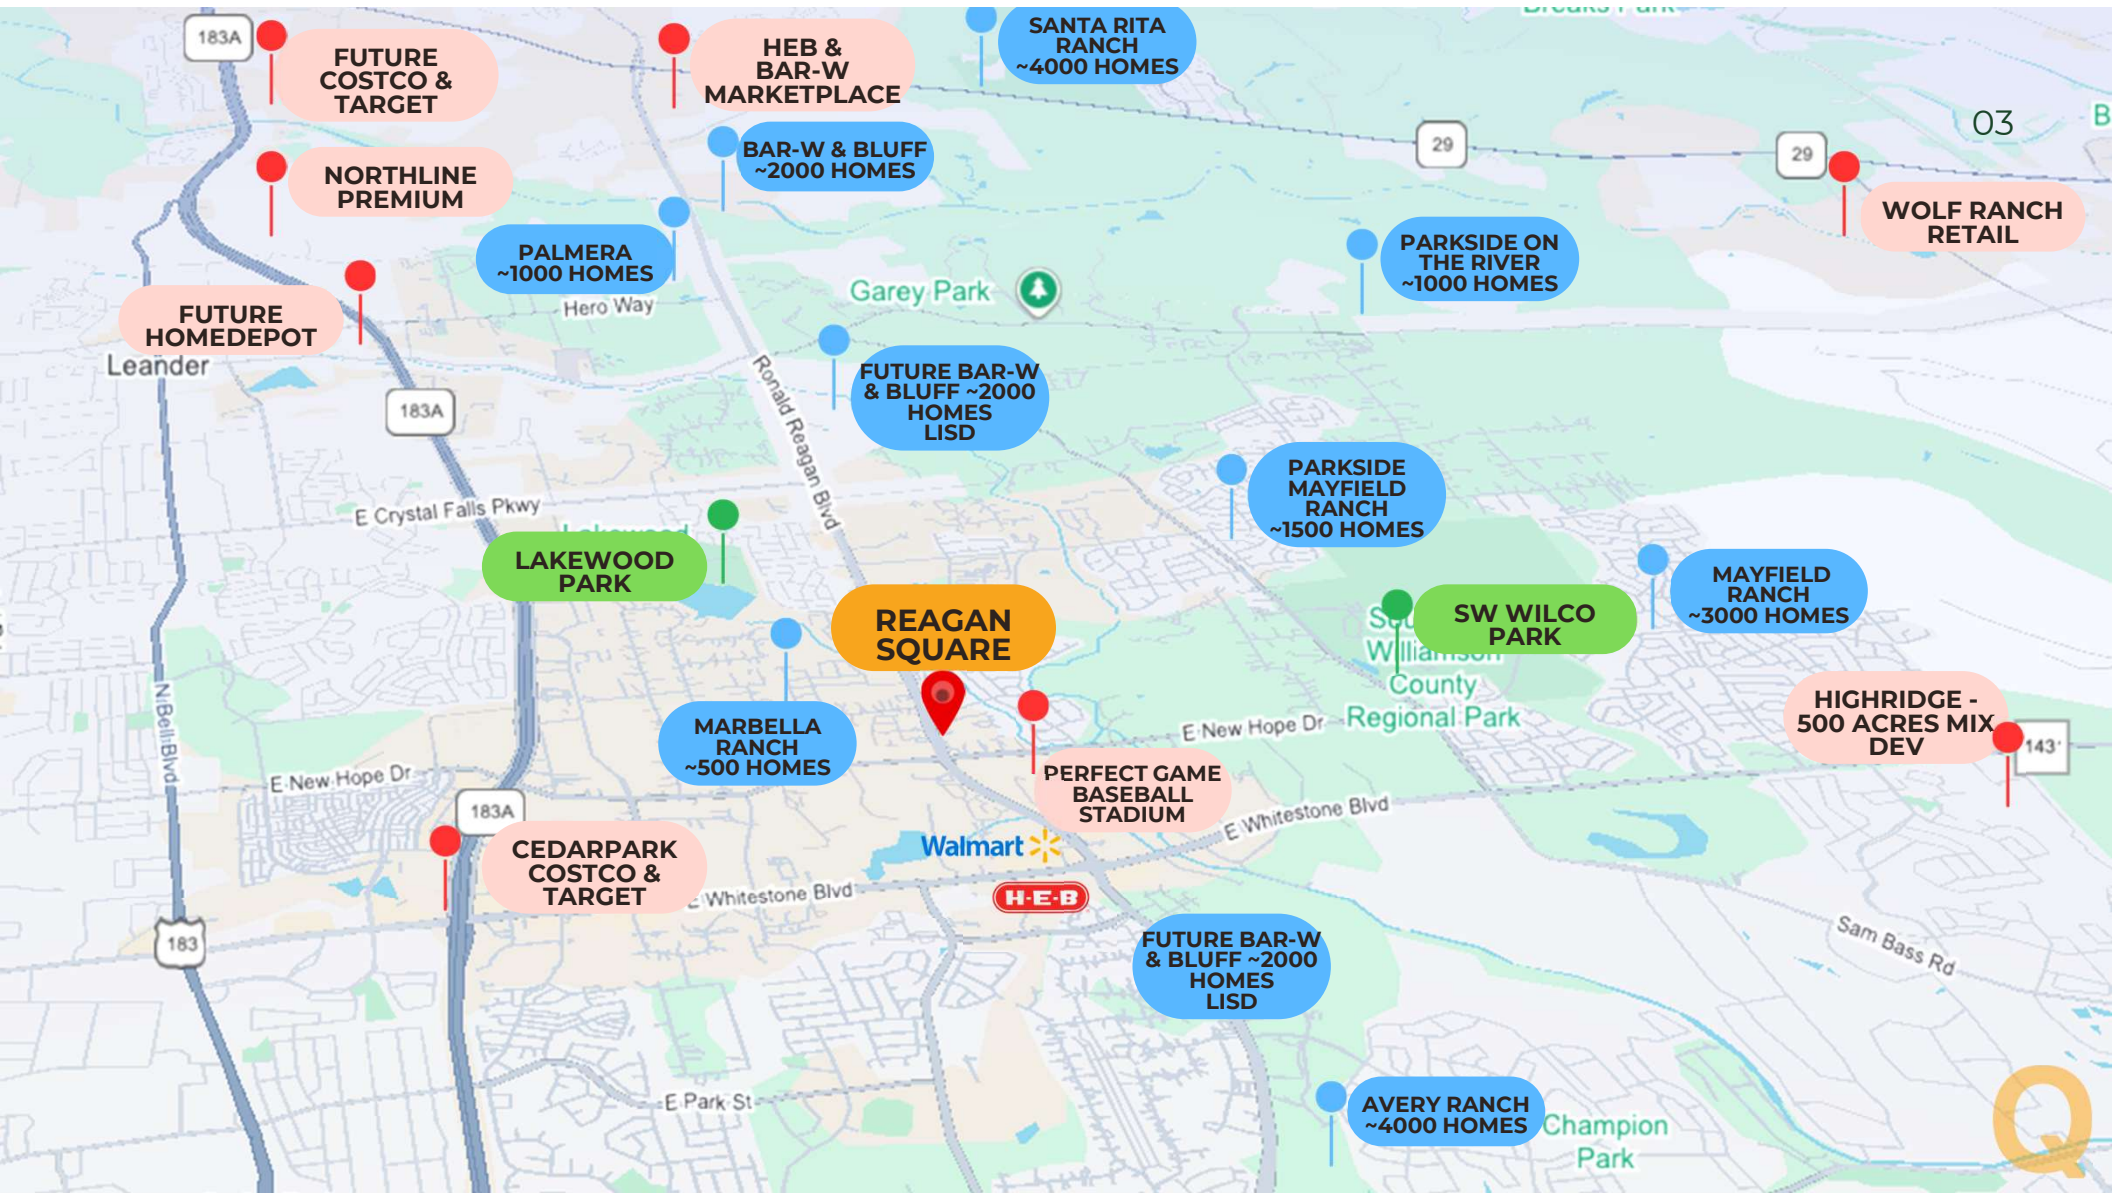 Breaks Park
183A
FUTURE
COSTCO &
TARGET
HEB &
BAR-W
MARKETPLACE
SANTA RITA
RANCH
~4000 HOMES
03
B
29
29
BAR-W & BLUFF
~2000 HOMES
NORTHLINE
PREMIUM
WOLF RANCH
RETAIL
PALMERA
~1000 HOMES
PARKSIDE ON
THE RIVER
~1000 HOMES
Garey Park
Hero Way
FUTURE
HOMEDEPOT
Leander
183A
Ronald Reagan Blvd
FUTURE BAR-W
& BLUFF ~2000
HOMES
LISD
PARKSIDE
MAYFIELD
RANCH
~1500 HOMES
E Crystal Falls Pkwy
Lakewood
LAKEWOOD
PARK
MAYFIELD
RANCH
~3000 HOMES
REAGAN
SQUARE
SW WILCO
PARK
Williamson
County
Regional Park
N Bell Blvd
MARBELLA
RANCH
~500 HOMES
E New Hope Dr
HIGHRIDGE -
500 ACRES MIX
DEV
143
E New Hope Dr
PERFECT GAME
BASEBALL
STADIUM
183A
E Whitestone Blvd
Walmart
CEDARPARK
COSTCO &
TARGET
E Whitestone Blvd
H-E-B
183
FUTURE BAR-W
& BLUFF ~2000
HOMES
LISD
Sam Bass Rd
E Park St
AVERY RANCH
~4000 HOMES
Champion
Park
Q